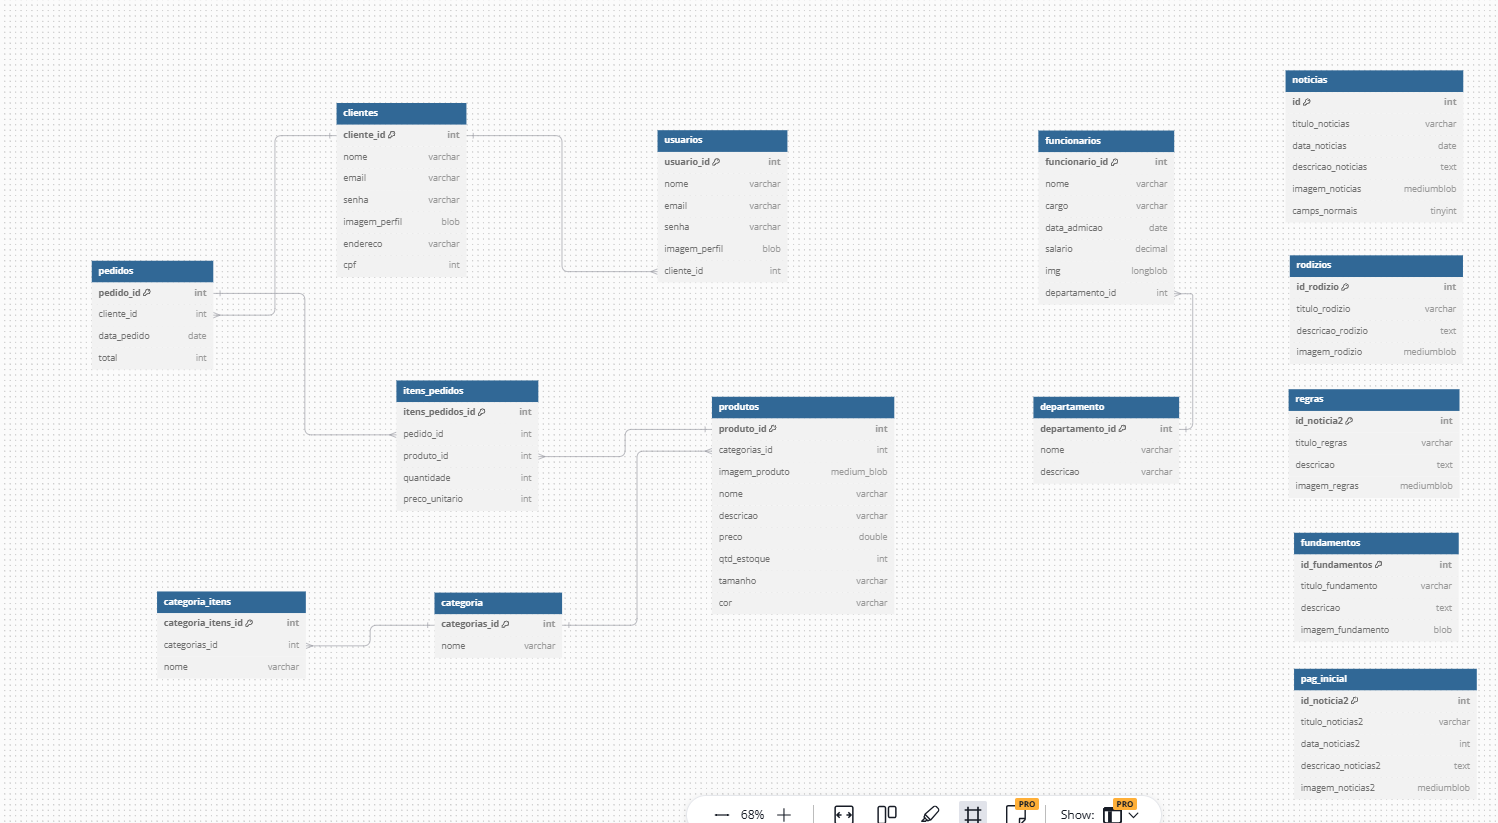 clientes
cliente_id int
nome varchar
email varchar
senha varchar
imagem_perfil blob
endereco varchar
cpf int
usuarios
usuario_id int
nome varchar
email varchar
senha varchar
imagem_perfil blob
cliente_id int
funcionarios
funcionario_id int
nome varchar
cargo varchar
data_admicao date
salario decimal
img longblob
departamento_id int
noticias
id int
titulo_noticias varchar
data_noticias date
descricao_noticias text
imagem_noticias mediumblob
camps_normais tinyint
pedidos
pedido_id int
cliente_id int
data_pedido date
total int
rodizios
id_rodizio int
titulo_rodizio varchar
descricao_rodizio text
imagem_rodizio mediumblob
itens_pedidos
itens_pedidos_id int
pedido_id int
produto_id int
quantidade int
preco_unitario int
produtos
produto_id int
categorias_id int
imagem_produto medium_blob
nome varchar
descricao varchar
preco double
qtd_estoque int
tamanho varchar
cor varchar
departamento
departamento_id int
nome varchar
descricao varchar
regras
id_noticia2 int
titulo_regras varchar
descricao text
imagem_regras mediumblob
fundamentos
id_fundamentos int
titulo_fundamento varchar
descricao text
imagem_fundamento blob
categoria_itens
categoria_itens_id int
categorias_id int
nome varchar
categoria
categorias_id int
nome varchar
pag_inicial
id_noticia2 int
titulo_noticias2 varchar
data_noticias2 int
descricao_noticias2 text
imagem_noticias2 mediumblob
68% PRO Show: PRO